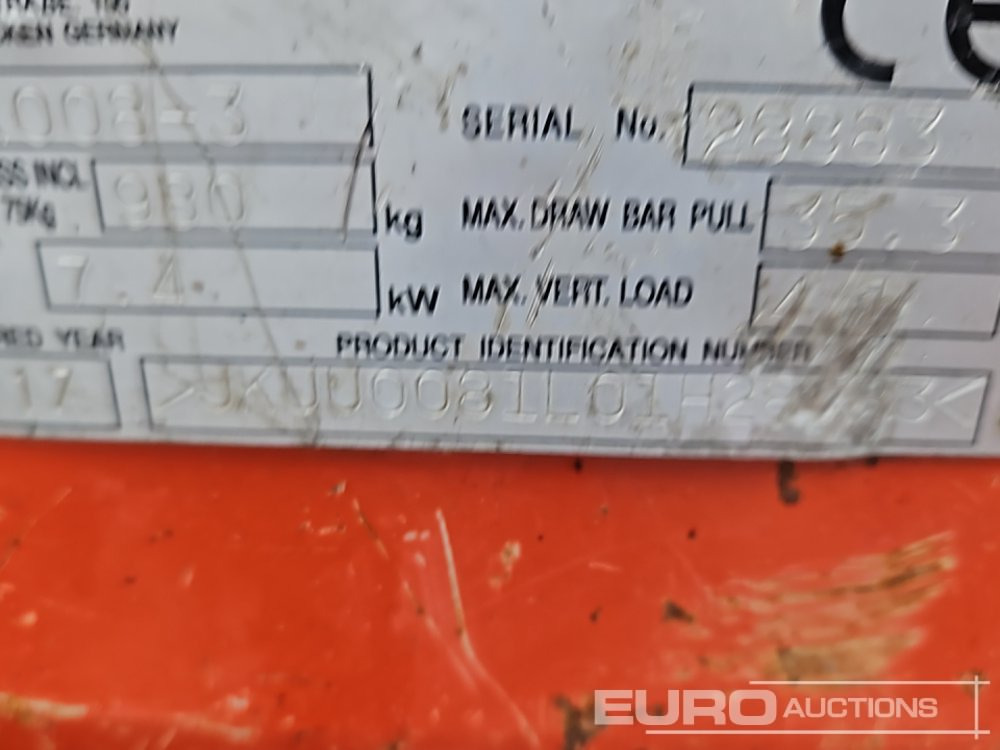 GERMANY
CE
008-3
SERIAL No. 28883
SS INCL
980 kg MAX. DRAW BAR PULL 35.3
7.4 kW MAX. VERT. LOAD
RED YEAR PRODUCT IDENTIFICATION NUMBER
17
EURO AUCTIONS